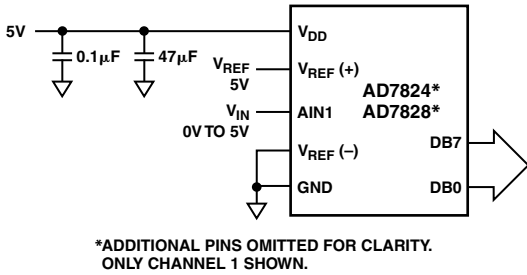 5V
0.1μF
47μF
V_REF
5V
V_IN
0V TO 5V
V_DD
V_REF (+)
AIN1
V_REF (–)
GND
AD7824*
AD7828*
DB7
DB0
*ADDITIONAL PINS OMITTED FOR CLARITY.
ONLY CHANNEL 1 SHOWN.